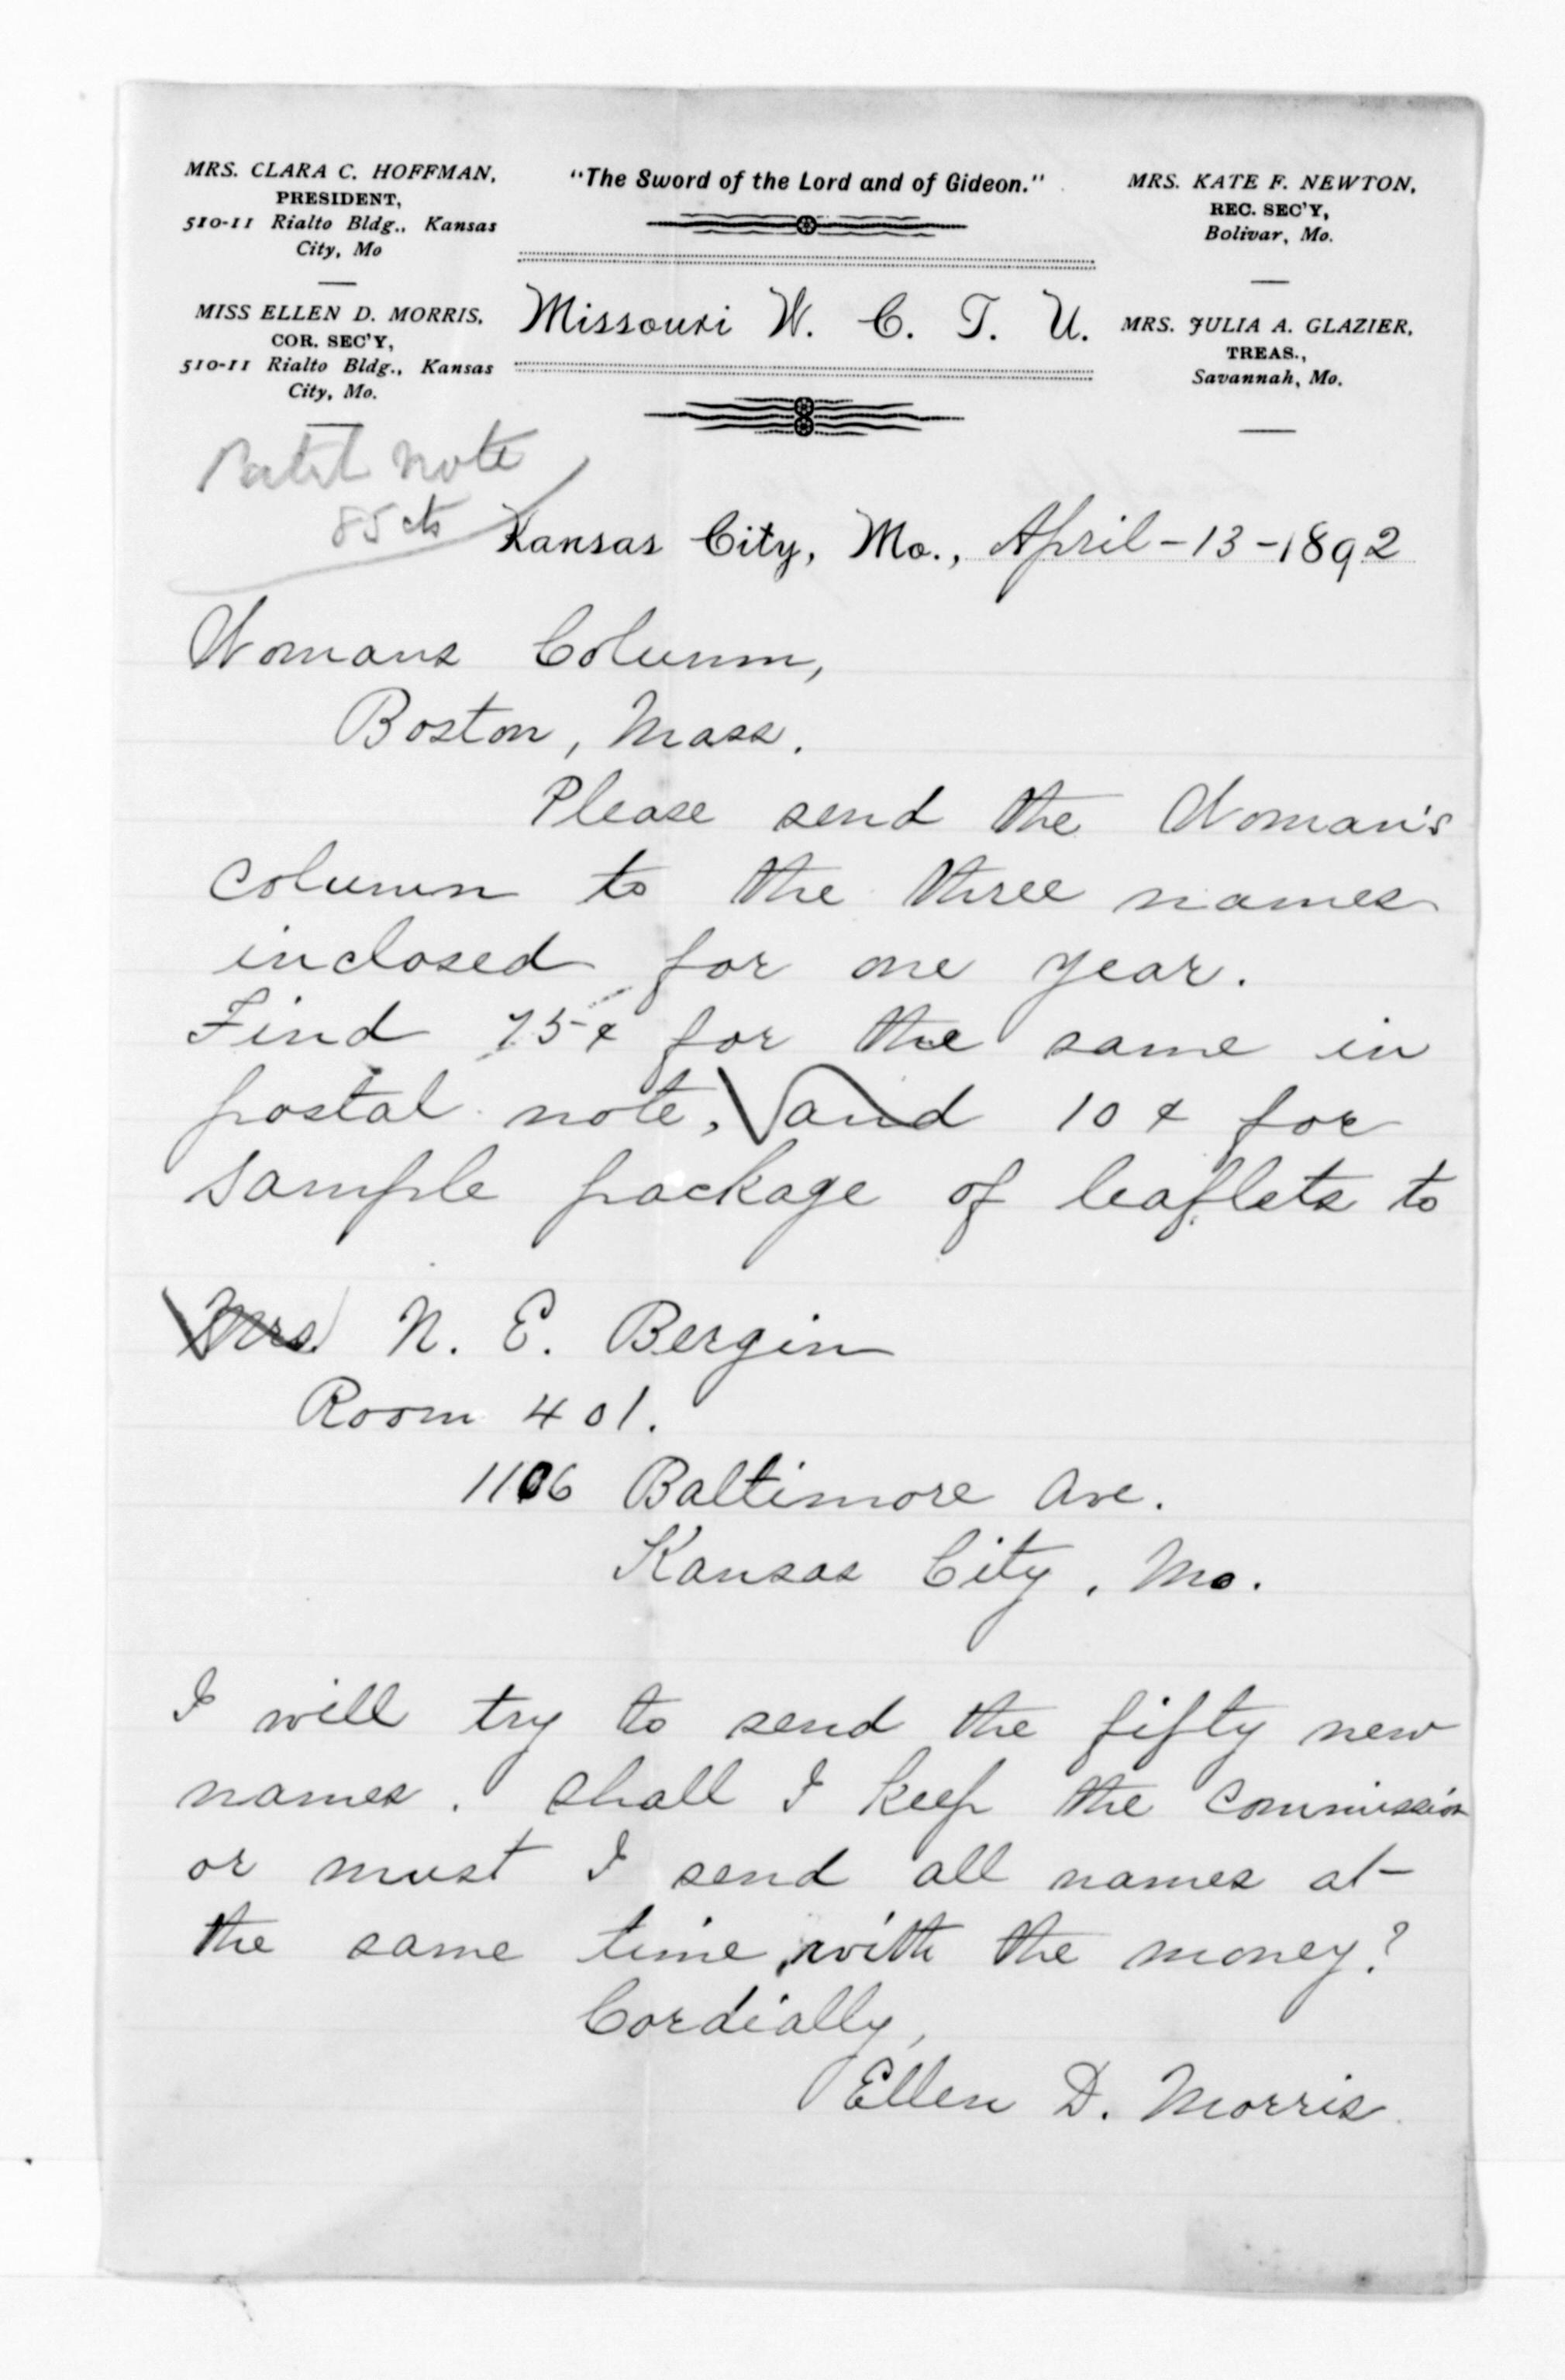 MRS. CLARA C. HOFFMAN,
PRESIDENT,
510-11 Rialto Bldg., Kansas
City, Mo
MISS ELLEN D. MORRIS,
COR. SEC'Y,
510-11 Rialto Bldg., Kansas
City, Mo.
"The Sword of the Lord and of Gideon."
Missouri W. C. T. U.
MRS. KATE F. NEWTON,
REC. SEC'Y,
Bolivar, Mo.
MRS. JULIA A. GLAZIER,
TREAS.,
Savannah, Mo.
note
85 cts
Kansas City, Mo., April-13-1892
Womans Column,
Boston, Mass.
Please send the Woman's
column to the three names
inclosed for one year.
Find 75¢ for the same in
postal note, and 10 ¢ for
sample package of leaflets to
Mrs. N. E. Bergin
Room 401.
1106 Baltimore Ave.
Kansas City, Mo.
I will try to send the fifty new
names. Shall I keep the commission
or must I send all names at
the same time, with the money?
Cordially,
Ellen D. Morris.